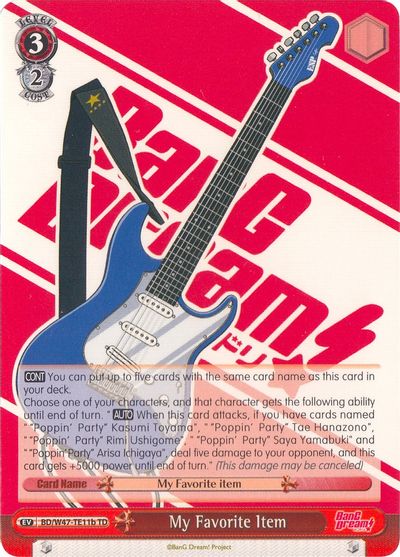 LEVEL
3
2
COST
ESP
BanG
Dream!
CONT You can put up to five cards with the same card name as this card in
your deck.
Choose one of your characters, and that character gets the following ability
until end of turn. "AUTO When this card attacks, if you have cards named
"Poppin' Party" Kasumi Toyama", ""Poppin' Party" Tae Hanazono",
""Poppin' Party" Rimi Ushigome", ""Poppin' Party" Saya Yamabuki" and
""Poppin' Party" Arisa Ichigaya", deal five damage to your opponent, and this
card gets +5000 power until end of turn." (This damage may be canceled)
Card Name
My Favorite item
EV
BD/W47-TE11b TD
My Favorite Item
BanG
Dream!
©BanG Dream! Project